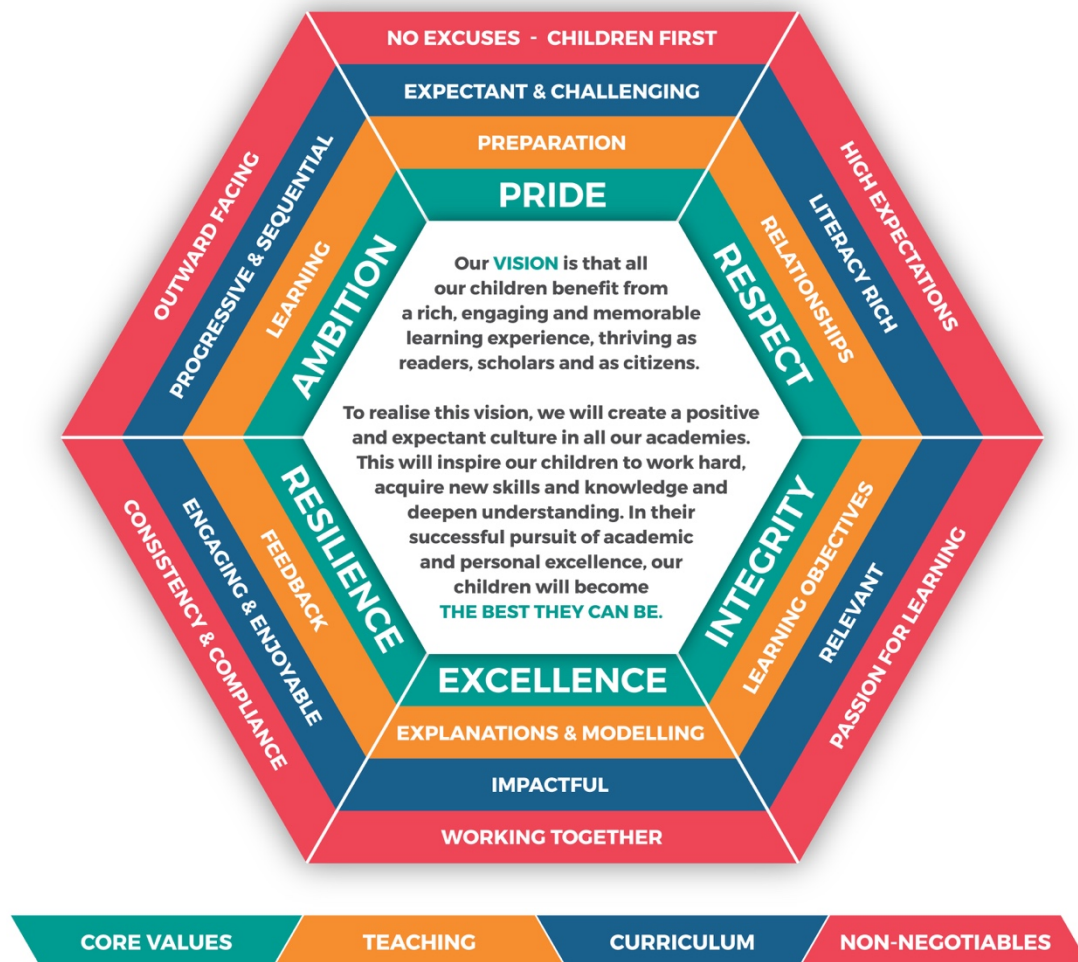 NO EXCUSES - CHILDREN FIRST
EXPECTANT & CHALLENGING
PREPARATION
PRIDE
HIGH EXPECTATIONS
LITERACY RICH
RELATIONSHIPS
RESPECT
PASSION FOR LEARNING
RELEVANT
LEARNING OBJECTIVES
INTEGRITY
WORKING TOGETHER
IMPACTFUL
EXPLANATIONS & MODELLING
EXCELLENCE
CONSISTENCY & COMPLIANCE
ENGAGING & ENJOYABLE
FEEDBACK
RESILIENCE
OUTWARD FACING
PROGRESSIVE & SEQUENTIAL
LEARNING
AMBITION
Our VISION is that all
our children benefit from
a rich, engaging and memorable
learning experience, thriving as
readers, scholars and as citizens.
To realise this vision, we will create a positive
and expectant culture in all our academies.
This will inspire our children to work hard,
acquire new skills and knowledge and
deepen understanding. In their
successful pursuit of academic
and personal excellence, our
children will become
THE BEST THEY CAN BE.
CORE VALUES
TEACHING
CURRICULUM
NON-NEGOTIABLES